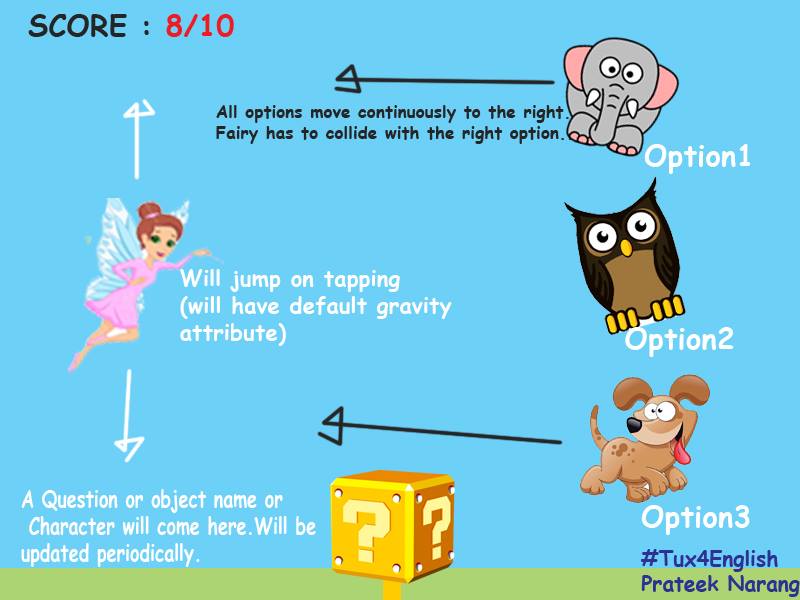 SCORE : 8/10
All options move continuously to the right.
Fairy has to collide with the right option.
Option1
Will jump on tapping
(will have default gravity
attribute)
Option2
A Question or object name or
Character will come here.Will be
updated periodically.
? ?
Option3
#Tux4English
Prateek Narang